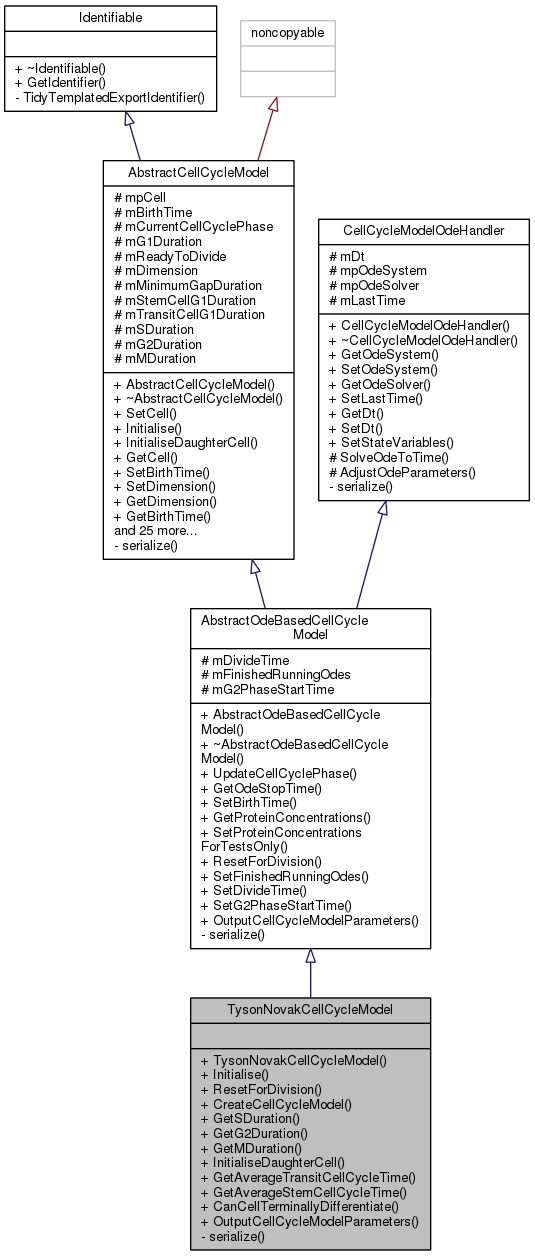 Identifiable
+ ~Identifiable()
+ GetIdentifier()
- TidyTemplatedExportIdentifier()
noncopyable
AbstractCellCycleModel
# mpCell
# mBirthTime
# mCurrentCellCyclePhase
# mG1Duration
# mReadyToDivide
# mDimension
# mMinimumGapDuration
# mStemCellG1Duration
# mTransitCellG1Duration
# mSDuration
# mG2Duration
# mMDuration
+ AbstractCellCycleModel()
+ ~AbstractCellCycleModel()
+ SetCell()
+ Initialise()
+ InitialiseDaughterCell()
+ GetCell()
+ SetBirthTime()
+ SetDimension()
+ GetDimension()
+ GetBirthTime()
and 25 more...
- serialize()
CellCycleModelOdeHandler
# mDt
# mpOdeSystem
# mpOdeSolver
# mLastTime
+ CellCycleModelOdeHandler()
+ ~CellCycleModelOdeHandler()
+ GetOdeSystem()
+ SetOdeSystem()
+ GetOdeSolver()
+ SetLastTime()
+ GetDt()
+ SetDt()
+ SetStateVariables()
# SolveOdeToTime()
# AdjustOdeParameters()
- serialize()
AbstractOdeBasedCellCycle
Model
# mDivideTime
# mFinishedRunningOdes
# mG2PhaseStartTime
+ AbstractOdeBasedCellCycle
Model()
+ ~AbstractOdeBasedCellCycle
Model()
+ UpdateCellCyclePhase()
+ GetOdeStopTime()
+ SetBirthTime()
+ GetProteinConcentrations()
+ SetProteinConcentrations
ForTestsOnly()
+ ResetForDivision()
+ SetFinishedRunningOdes()
+ SetDivideTime()
+ SetG2PhaseStartTime()
+ OutputCellCycleModelParameters()
- serialize()
TysonNovakCellCycleModel
+ TysonNovakCellCycleModel()
+ Initialise()
+ ResetForDivision()
+ CreateCellCycleModel()
+ GetSDuration()
+ GetG2Duration()
+ GetMDuration()
+ InitialiseDaughterCell()
+ GetAverageTransitCellCycleTime()
+ GetAverageStemCellCycleTime()
+ CanCellTerminallyDifferentiate()
+ OutputCellCycleModelParameters()
- serialize()